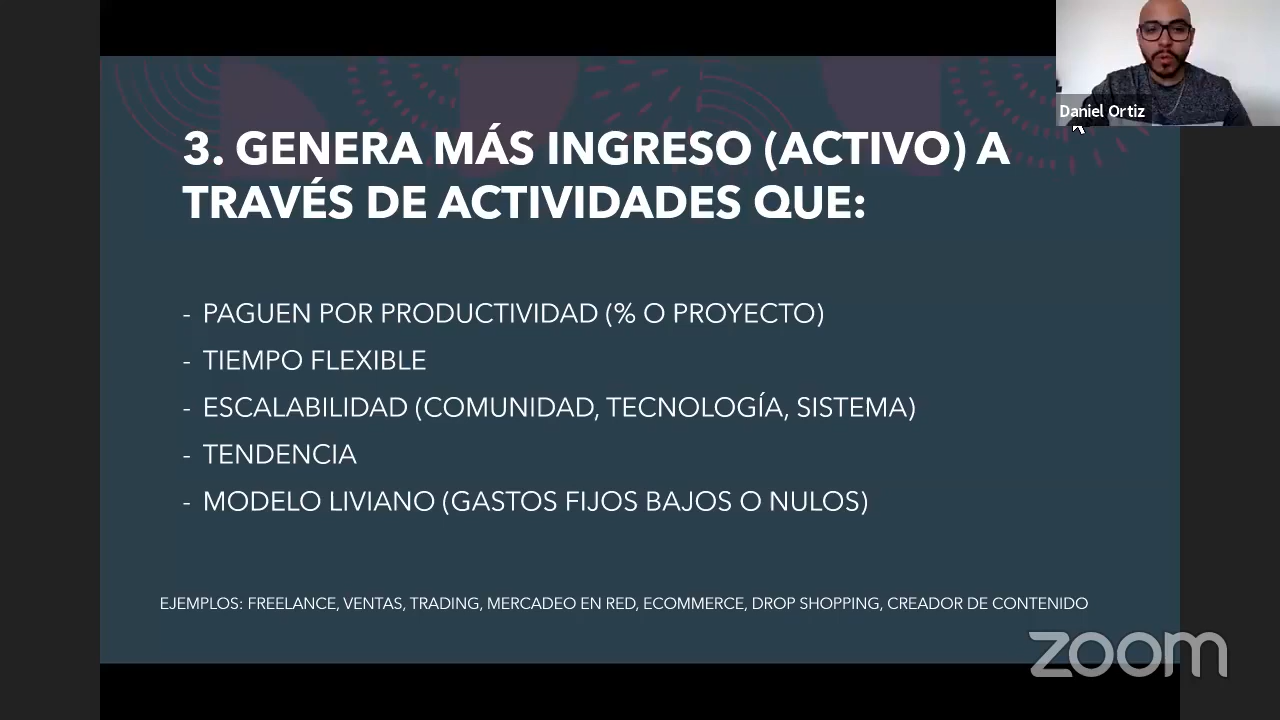 Daniel Ortiz
3. GENERA MÁS INGRESO (ACTIVO) A
TRAVÉS DE ACTIVIDADES QUE:
- PAGUEN POR PRODUCTIVIDAD (% O PROYECTO)
- TIEMPO FLEXIBLE
- ESCALABILIDAD (COMUNIDAD, TECNOLOGÍA, SISTEMA)
- TENDENCIA
- MODELO LIVIANO (GASTOS FIJOS BAJOS O NULOS)
EJEMPLOS: FREELANCE, VENTAS, TRADING, MERCADEO EN RED, ECOMMERCE, DROP SHOPPING, CREADOR DE CONTENIDO
zoom